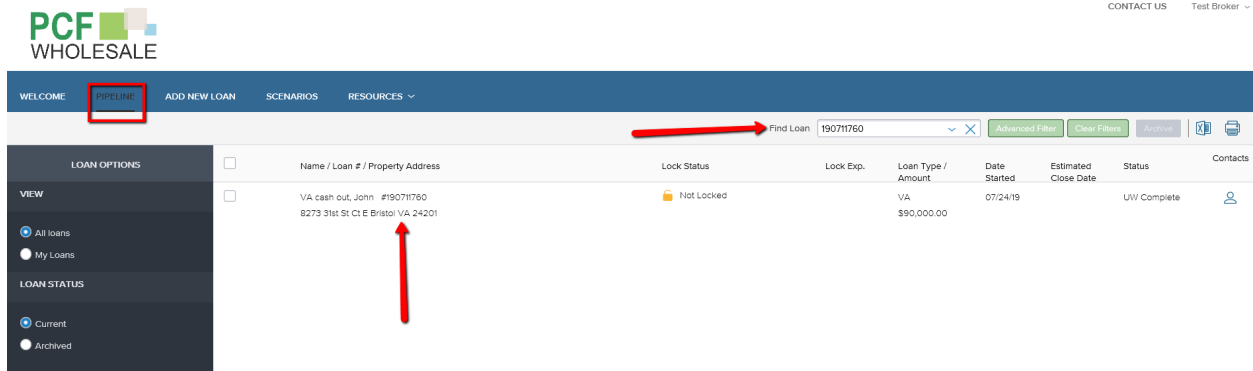 CONTACT US Test Broker
PCF
WHOLESALE
WELCOME PIPELINE ADD NEW LOAN SCENARIOS RESOURCES
Find Loan 190711760 Advanced Filter Clear Filters Archive
LOAN OPTIONS
Name / Loan # / Property Address Lock Status Lock Exp. Loan Type / Amount Date Started Estimated Close Date Status Contacts
VIEW
VA cash out, John #190711760 Not Locked VA 07/24/19 UW Complete
8273 31st St Ct E Bristol VA 24201 $90,000.00
All loans
My Loans
LOAN STATUS
Current
Archived